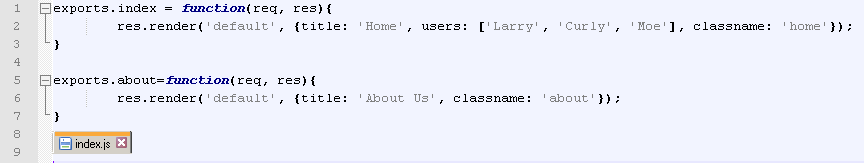 1 exports.index = function(req, res){
2 res.render('default', {title: 'Home', users: ['Larry', 'Curly', 'Moe'], classname: 'home'});
3 }
4
5 exports.about=function(req, res){
6 res.render('default', {title: 'About Us', classname: 'about'});
7 }
8 index.js
9